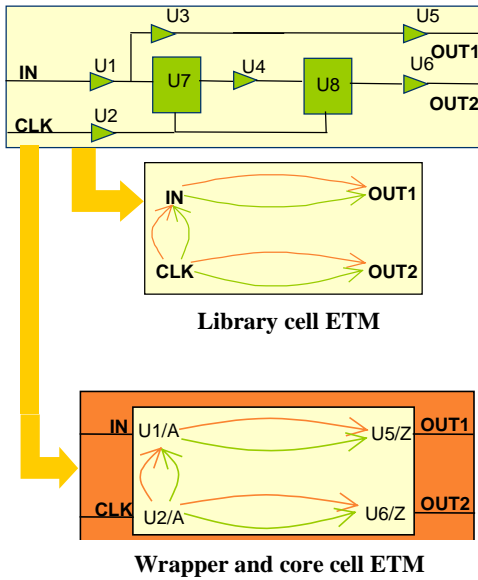 U3
U5
OUT1
IN
U1
U7
U4
U8
U6
OUT2
U2
CLK
IN
OUT1
CLK
OUT2
Library cell ETM
IN
U1/A
U5/Z
OUT1
CLK
U2/A
U6/Z
OUT2
Wrapper and core cell ETM